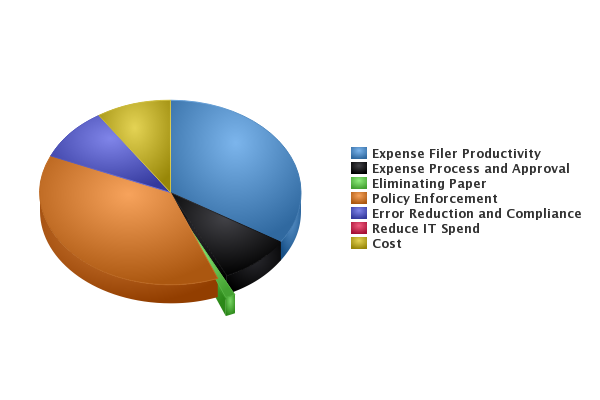 Expense Filer Productivity
Expense Process and Approval
Eliminating Paper
Policy Enforcement
Error Reduction and Compliance
Reduce IT Spend
Cost